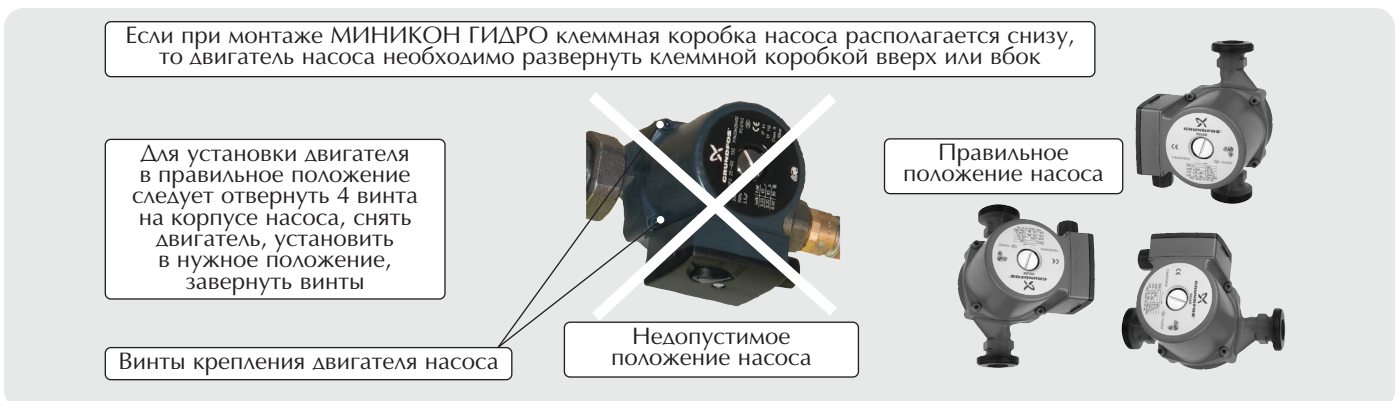 Если при монтаже МИНИКОН ГИДРО клеммная коробка насоса располагается снизу,
то двигатель насоса необходимо развернуть клеммной коробкой вверх или вбок
Для установки двигателя
в правильное положение
следует отвернуть 4 винта
на корпусе насоса, снять
двигатель, установить
в нужное положение,
завернуть винты
Винты крепления двигателя насоса
GRUNDFOS
Недопустимое
положение насоса
Правильное
положение насоса
GRUNDFOS
GRUNDFOS
GRUNDFOS